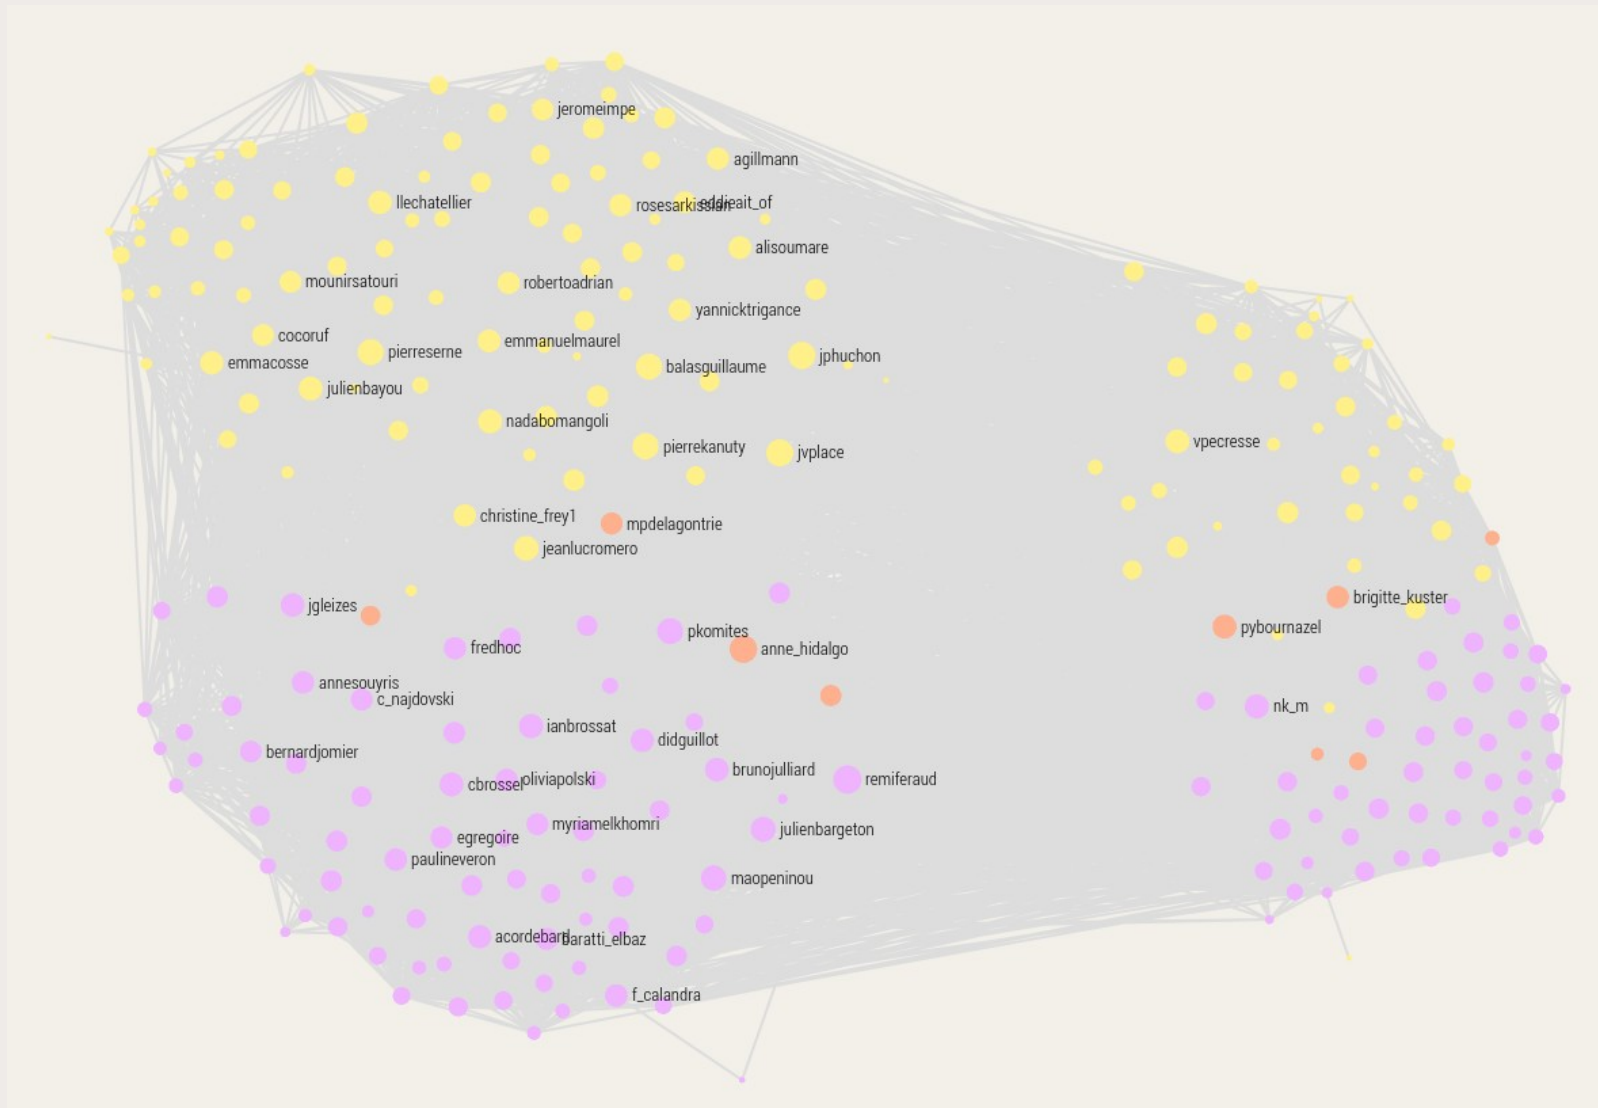 jeromeimpe
agillmann
llechatellier
rosesarkissian
eddieait_of
alisoumare
mounirsatouri
robertoadrian
yannicktrigance
cocoruf
emmanuelmaurel
pierreserne
jphuchon
emmacosse
balasguillaume
julienbayou
nadabomangoli
vpecresse
pierrekanuty
jvplace
christine_frey1
mpdelagontrie
jeanlucromero
brigitte_kuster
jgleizes
pybournazel
pkomites
fredhoc
anne_hidalgo
annesouyris
c_najdovski
nk_m
ianbrossat
didguillot
bernardjomier
brunojulliard
oliviapolski
remiferaud
cbrossel
myriamelkhomri
julienbargeton
egregoire
paulineveron
maopeninou
acordebard
baratti_elbaz
f_calandra